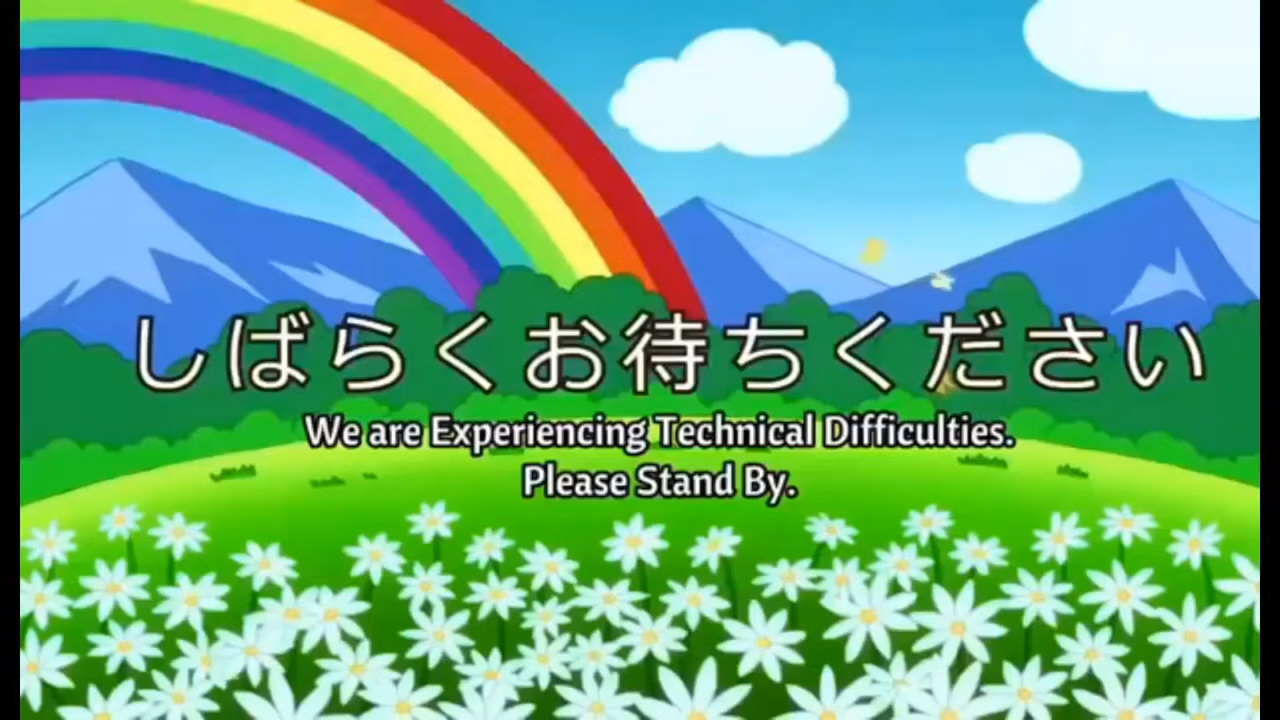 しばらくお待ちください
We are Experiencing Technical Difficulties.
Please Stand By.